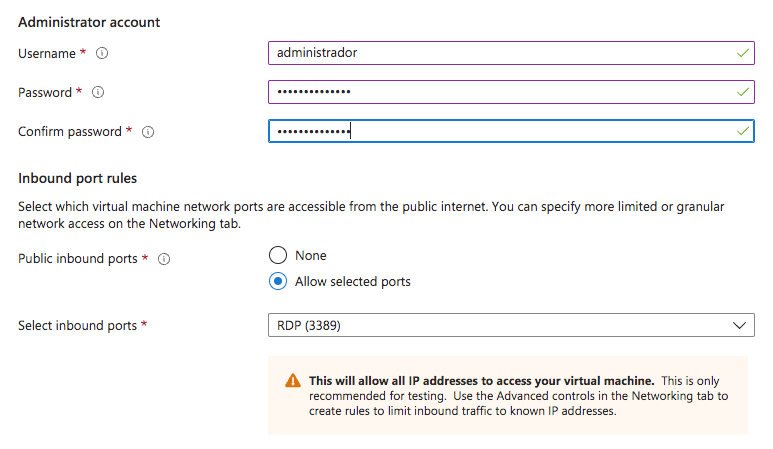 Administrator account
Username *
administrador
Password *
••••••••••••••
Confirm password *
••••••••••••••
Inbound port rules
Select which virtual machine network ports are accessible from the public internet. You can specify more limited or granular
network access on the Networking tab.
Public inbound ports *
None
Allow selected ports
Select inbound ports *
RDP (3389)
This will allow all IP addresses to access your virtual machine. This is only
recommended for testing. Use the Advanced controls in the Networking tab to
create rules to limit inbound traffic to known IP addresses.